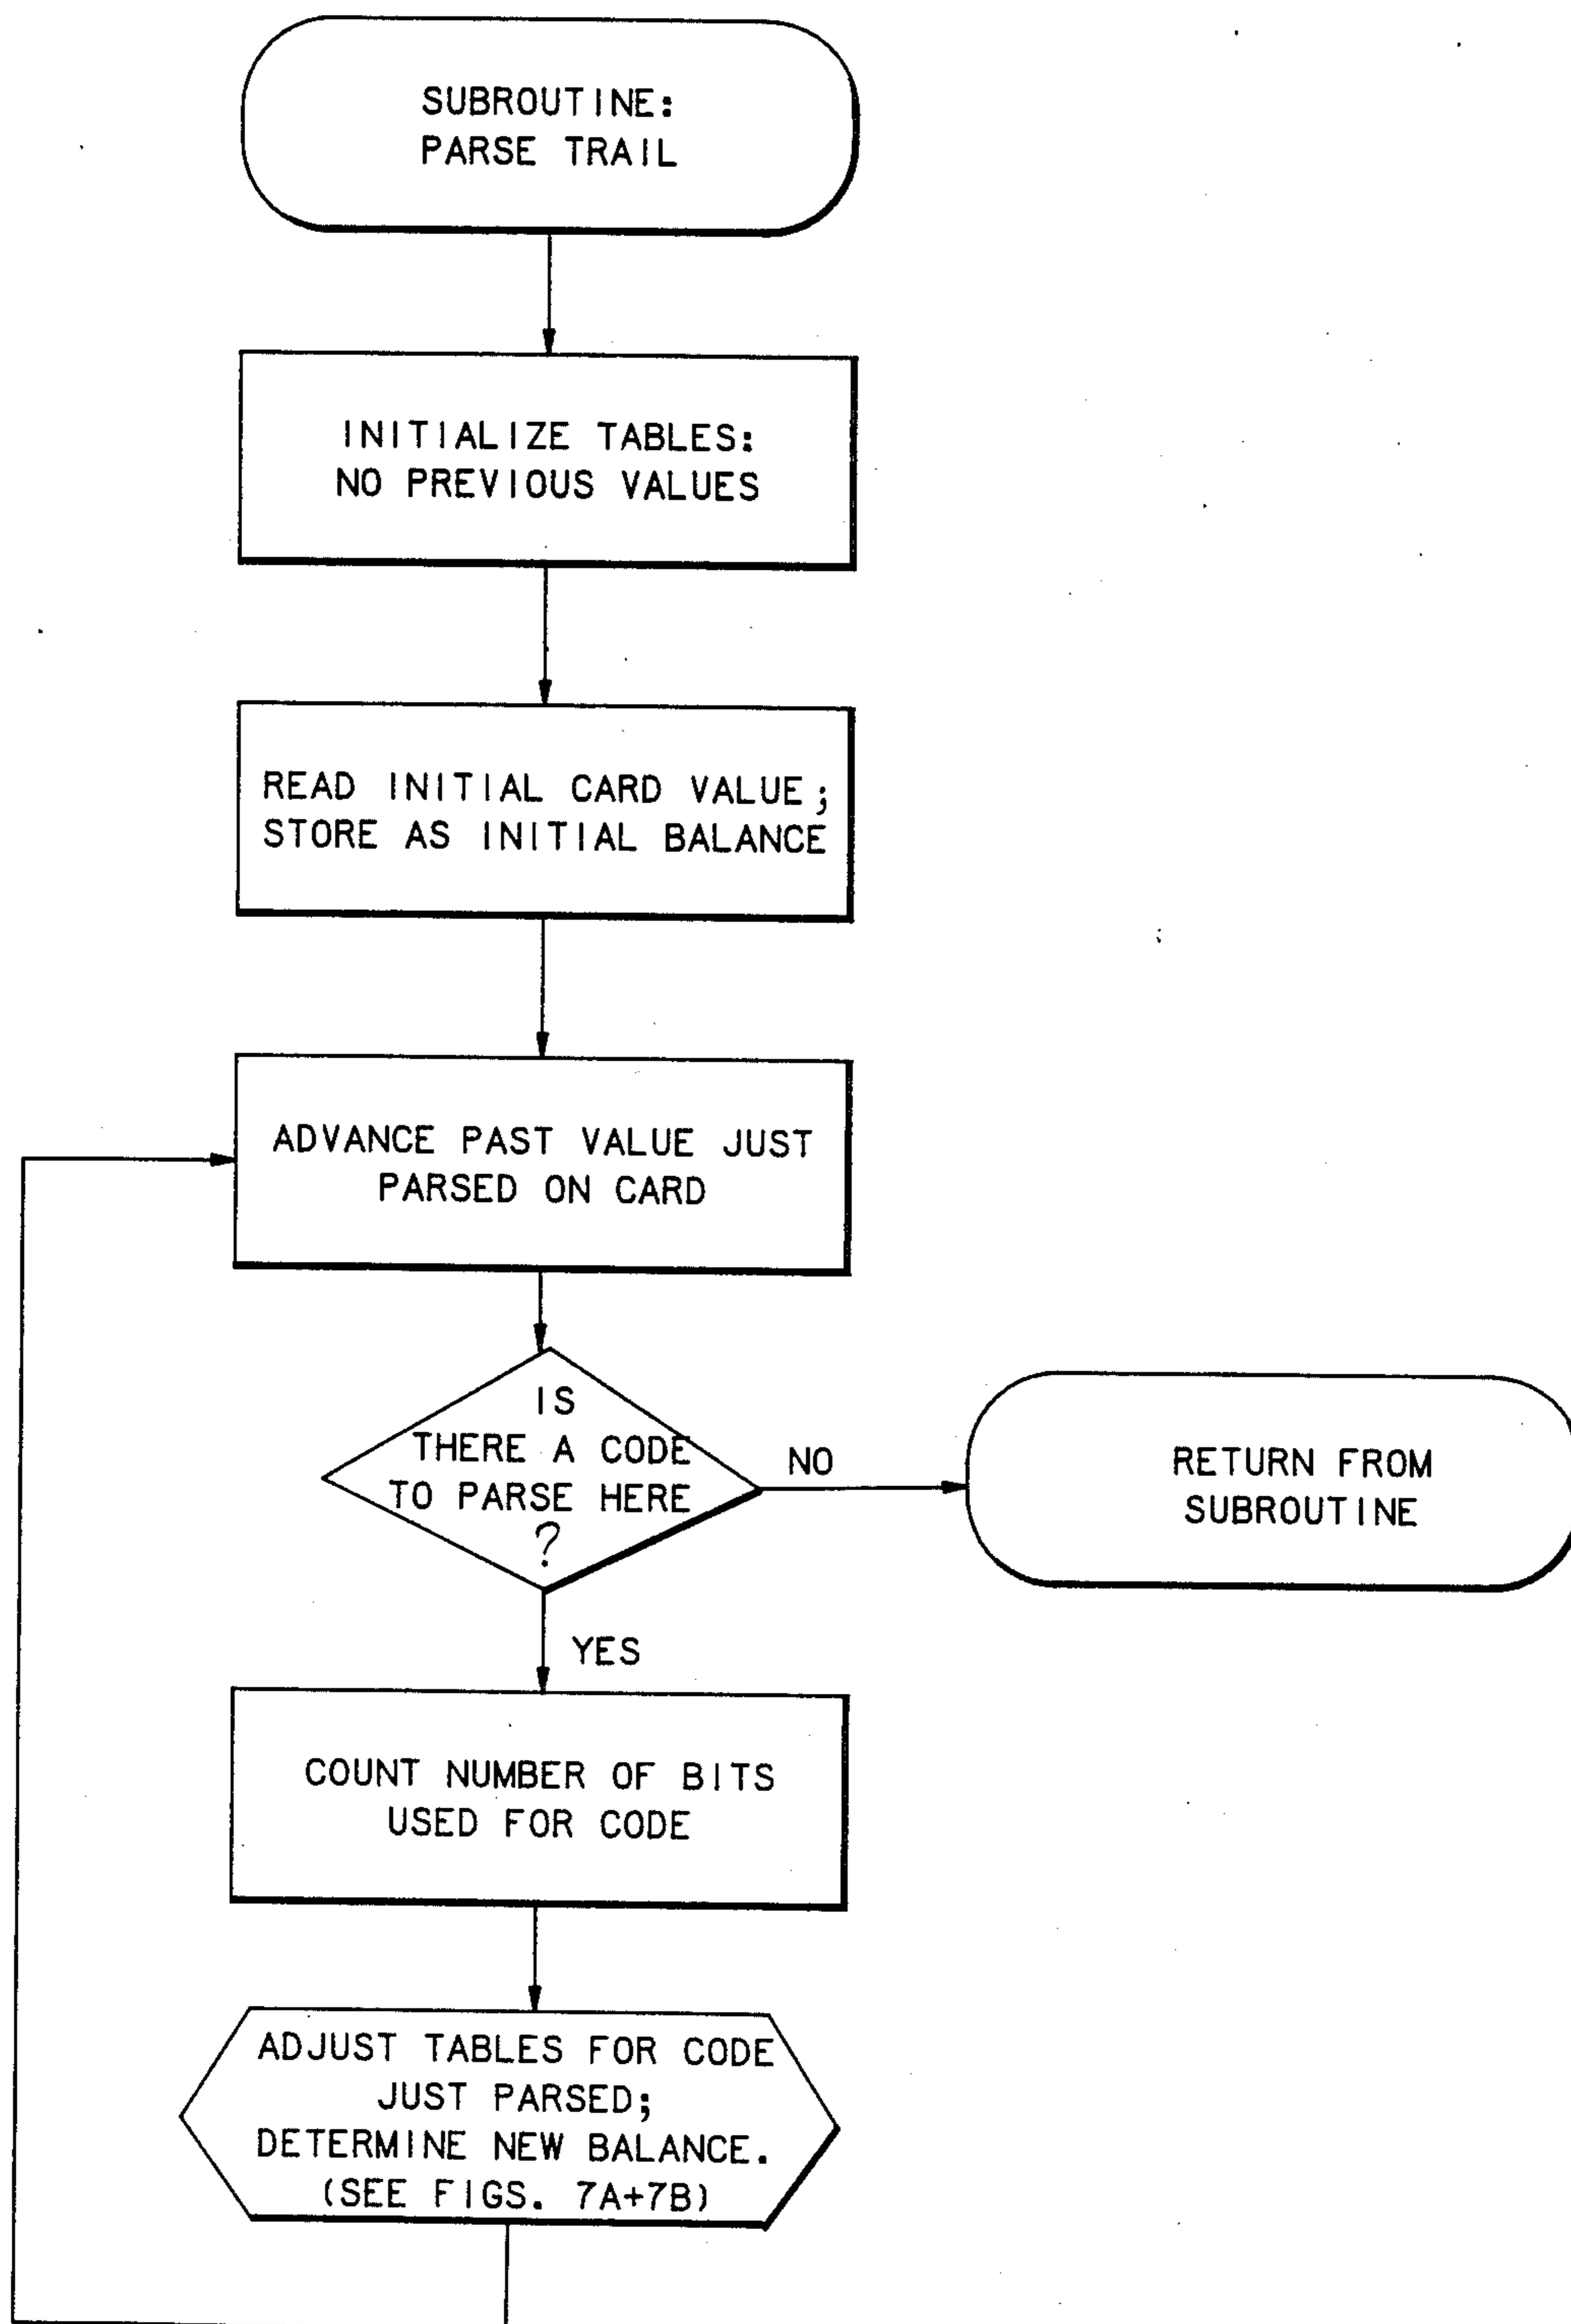 SUBROUTINE:
PARSE TRAIL
INITIALIZE TABLES:
NO PREVIOUS VALUES
READ INITIAL CARD VALUE;
STORE AS INITIAL BALANCE
ADVANCE PAST VALUE JUST
PARSED ON CARD
IS
THERE A CODE
TO PARSE HERE
?
NO
RETURN FROM
SUBROUTINE
YES
COUNT NUMBER OF BITS
USED FOR CODE
ADJUST TABLES FOR CODE
JUST PARSED;
DETERMINE NEW BALANCE.
(SEE FIGS. 7A+7B)